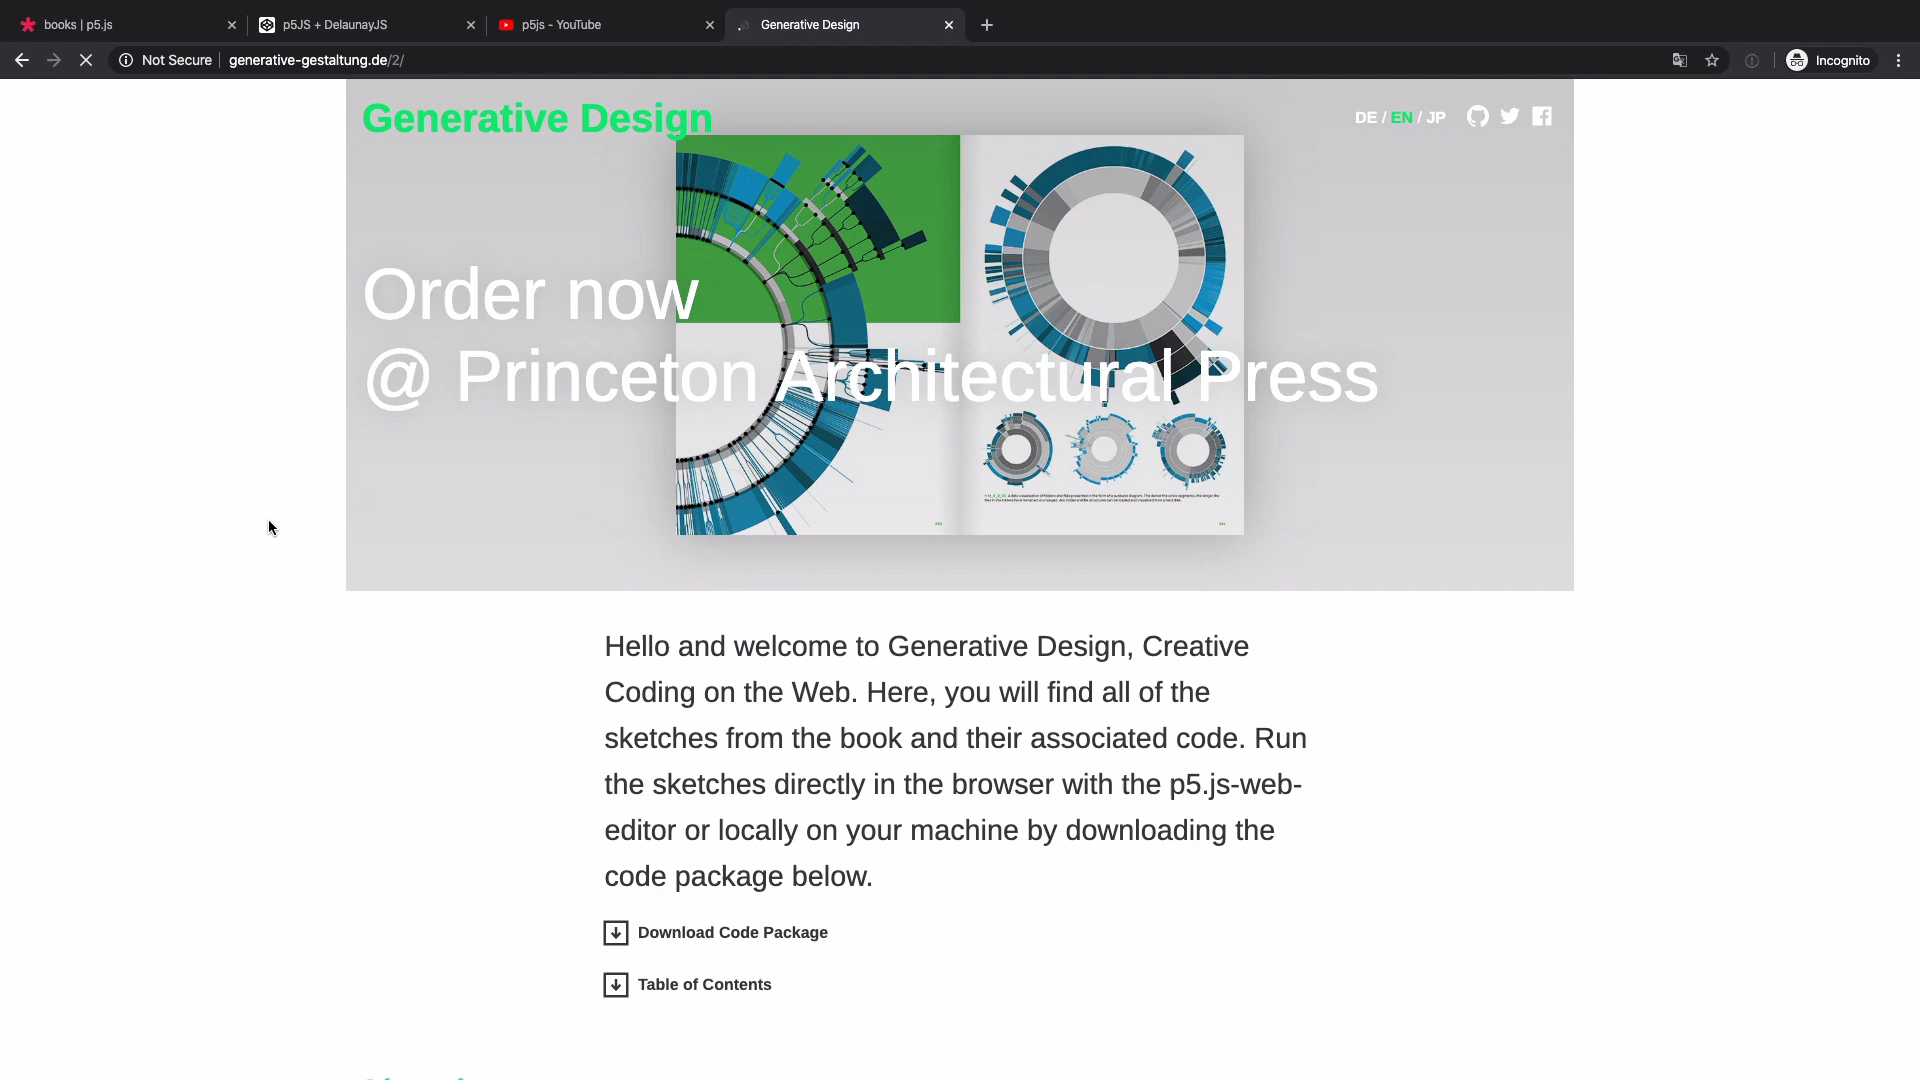 books | p5.js
p5JS + DelaunayJS
p5js - YouTube
Generative Design
Not Secure
generative-gestaltung.de/2/
Incognito
Generative Design
DE / EN / JP
Order now
@ Princeton Architectural Press
Hello and welcome to Generative Design, Creative
Coding on the Web. Here, you will find all of the
sketches from the book and their associated code. Run
the sketches directly in the browser with the p5.js-web-
editor or locally on your machine by downloading the
code package below.
Download Code Package
Table of Contents